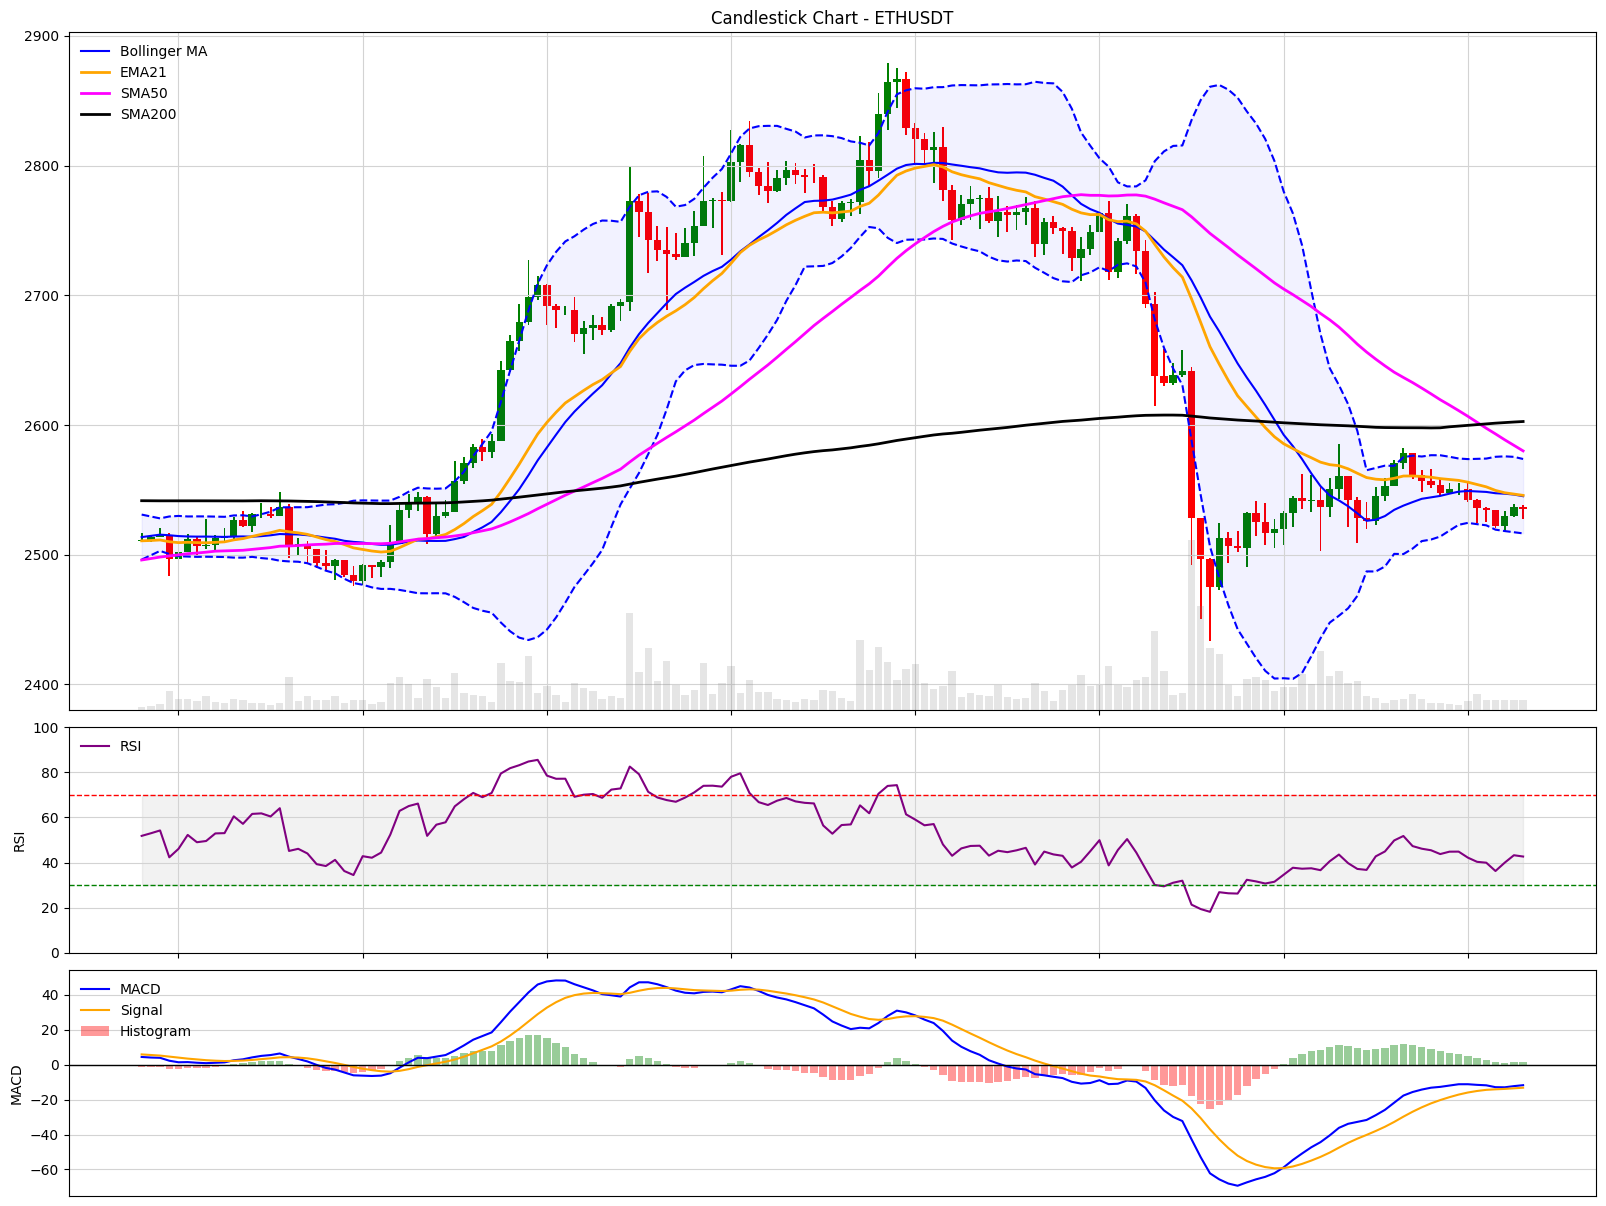 Candlestick Chart - ETHUSDT
2900
2800
2700
2600
2500
2400
Bollinger MA
EMA21
SMA50
SMA200
100
80
60
40
20
0
RSI
RSI
40
20
0
−20
−40
−60
MACD
MACD
Signal
Histogram